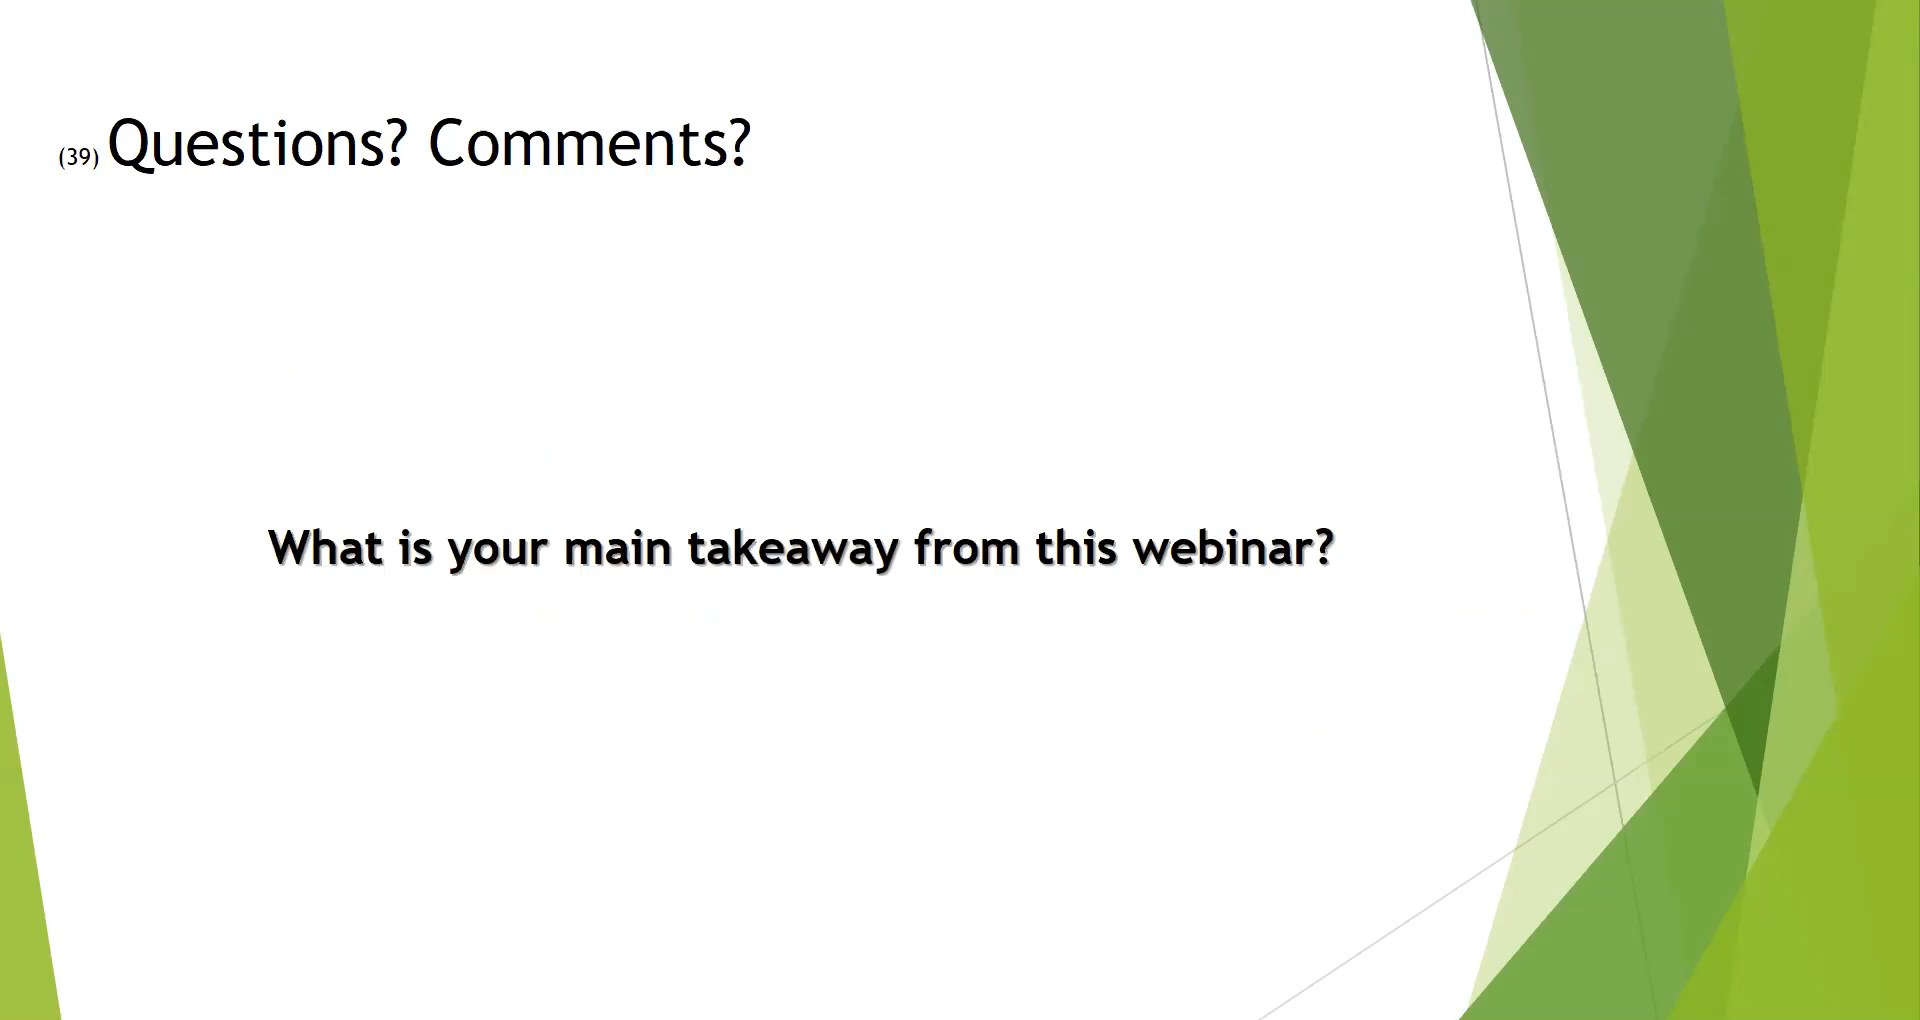 (39) Questions? Comments?
What is your main takeaway from this webinar?